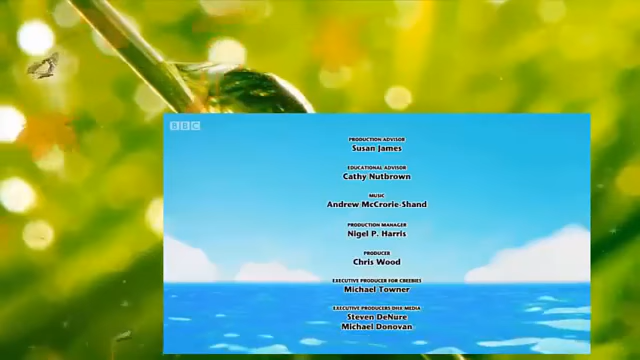 BBC
PRODUCTION ADVISOR
Susan James
EDUCATIONAL ADVISOR
Cathy Nutbrown
MUSIC
Andrew McCrorie-Shand
PRODUCTION MANAGER
Nigel P. Harris
PRODUCER
Chris Wood
EXECUTIVE PRODUCER FOR CBEEBIES
Michael Towner
EXECUTIVE PRODUCERS DHX MEDIA
Steven DeNure
Michael Donovan